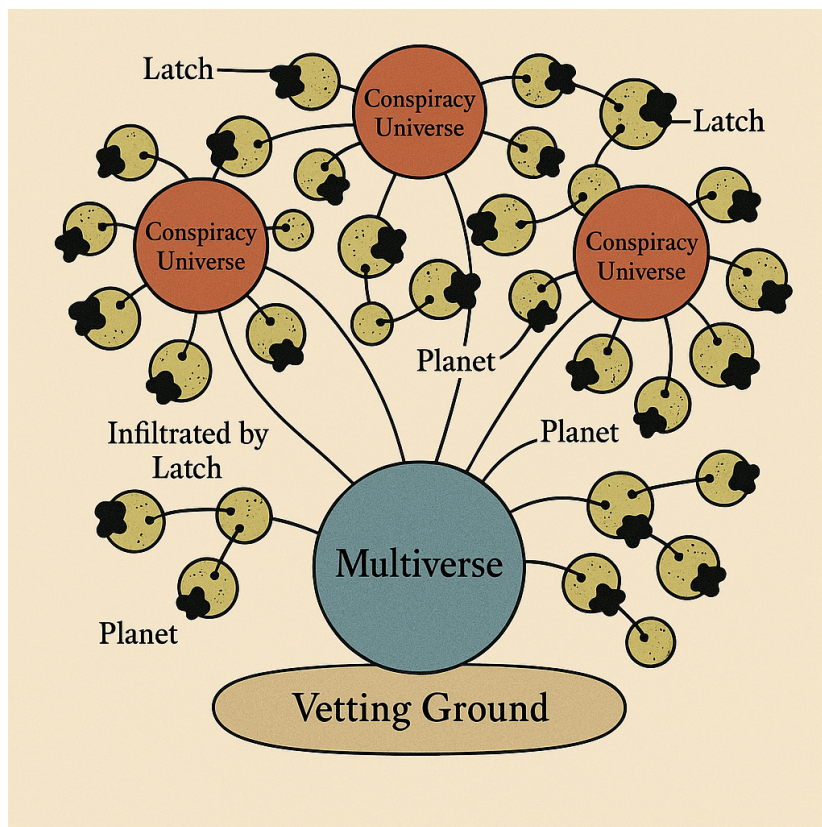 Latch
Conspiracy
Universe
Latch
Conspiracy
Universe
Conspiracy
Universe
Planet
Infiltrated by
Latch
Planet
Multiverse
Planet
Vetting Ground